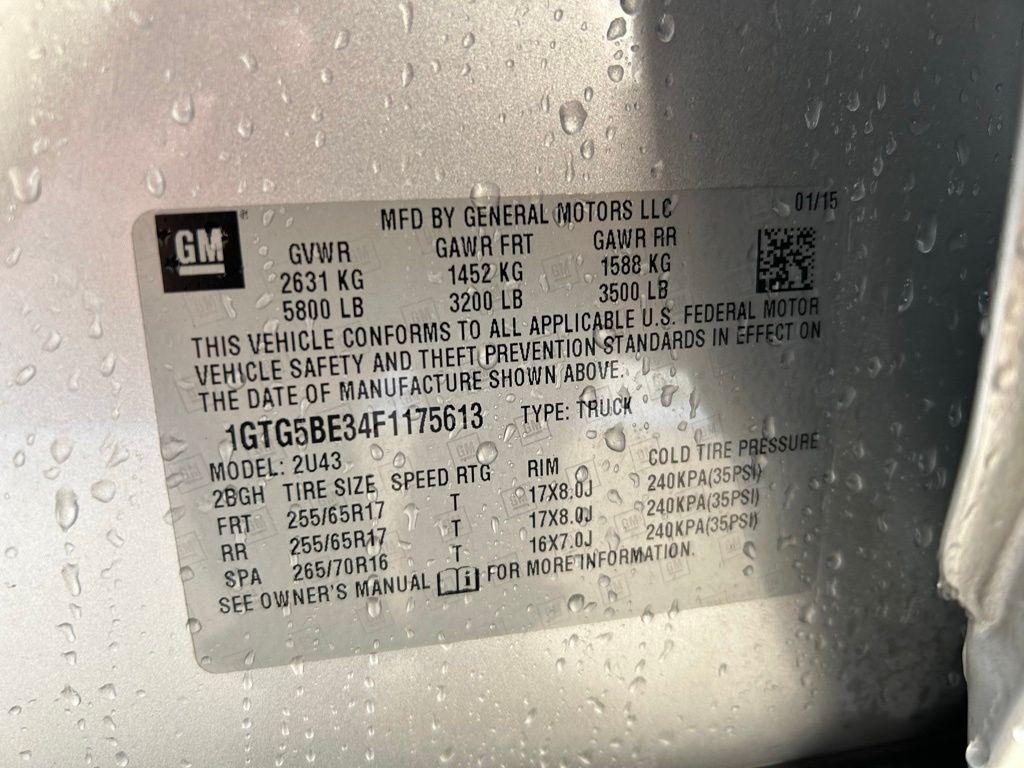 GM
MFD BY GENERAL MOTORS LLC 01/15
GVWR GAWR FRT GAWR RR
2631 KG 1452 KG 1588 KG
5800 LB 3200 LB 3500 LB
THIS VEHICLE CONFORMS TO ALL APPLICABLE U.S. FEDERAL MOTOR
VEHICLE SAFETY AND THEFT PREVENTION STANDARDS IN EFFECT ON
THE DATE OF MANUFACTURE SHOWN ABOVE.
1GTG5BE34F1175613 TYPE: TRUCK
MODEL: 2U43
2BGH TIRE SIZE SPEED RTG RIM COLD TIRE PRESSURE
FRT 255/65R17 T 17X8.0J 240KPA(35PSI)
RR 255/65R17 T 17X8.0J 240KPA(35PSI)
SPA 265/70R16 T 16X7.0J 240KPA(35PSI)
SEE OWNER'S MANUAL i FOR MORE INFORMATION.